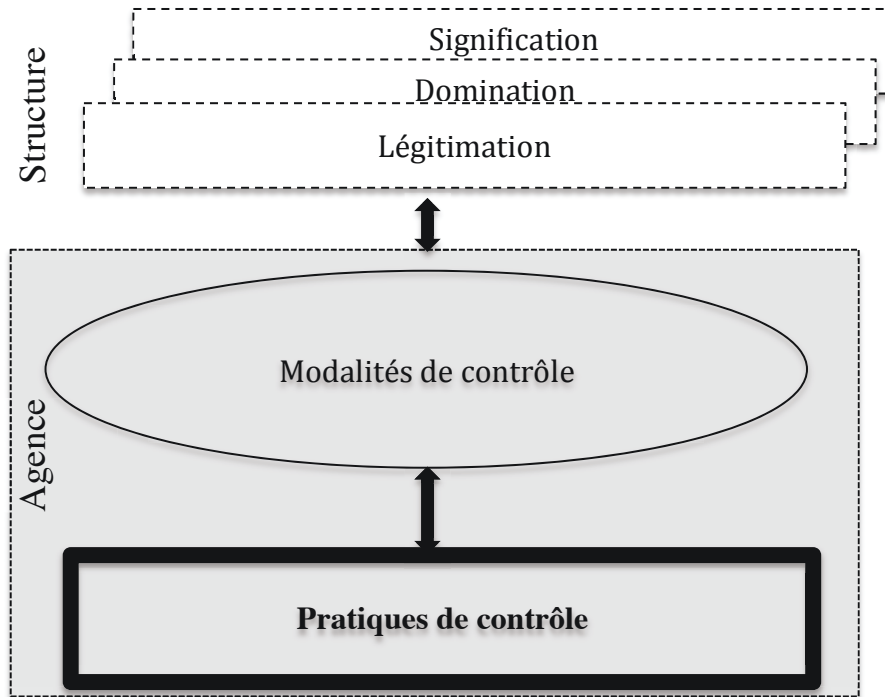 Structure
Signification
Domination
Légitimation
Agence
Modalités de contrôle
Pratiques de contrôle